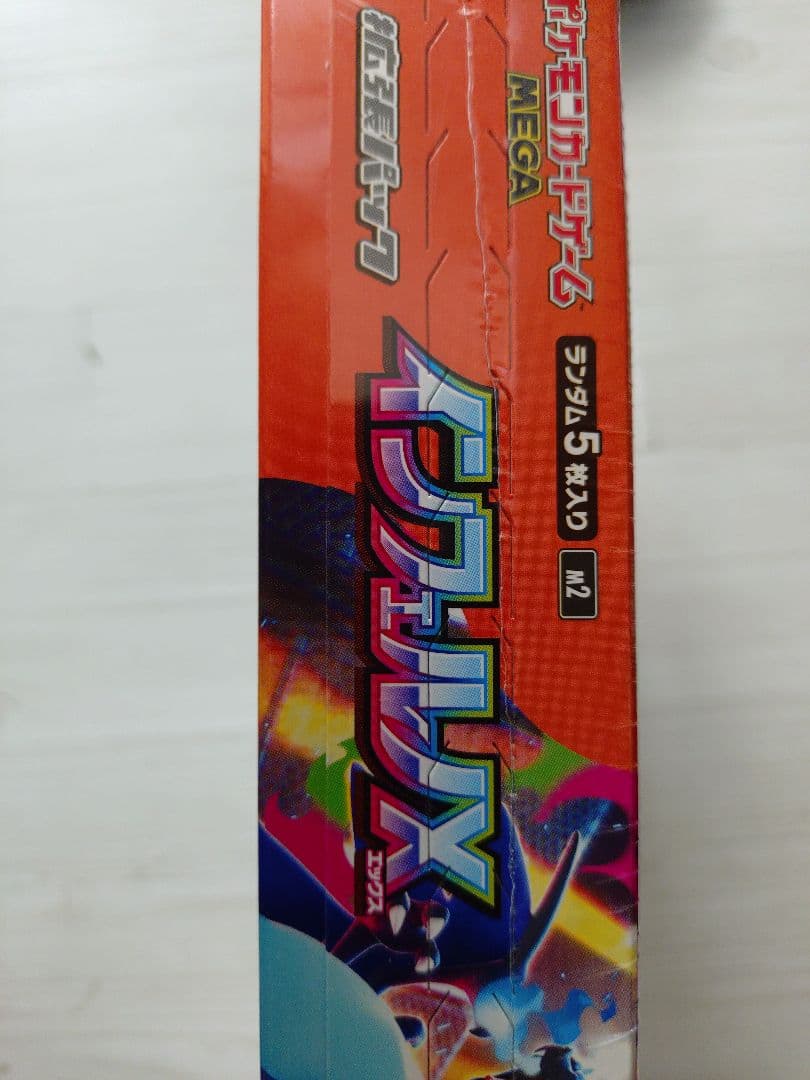 ポケモンカードゲーム
MEGA
拡張パック
ランダム5枚入り
M2
インフェルノX
エックス